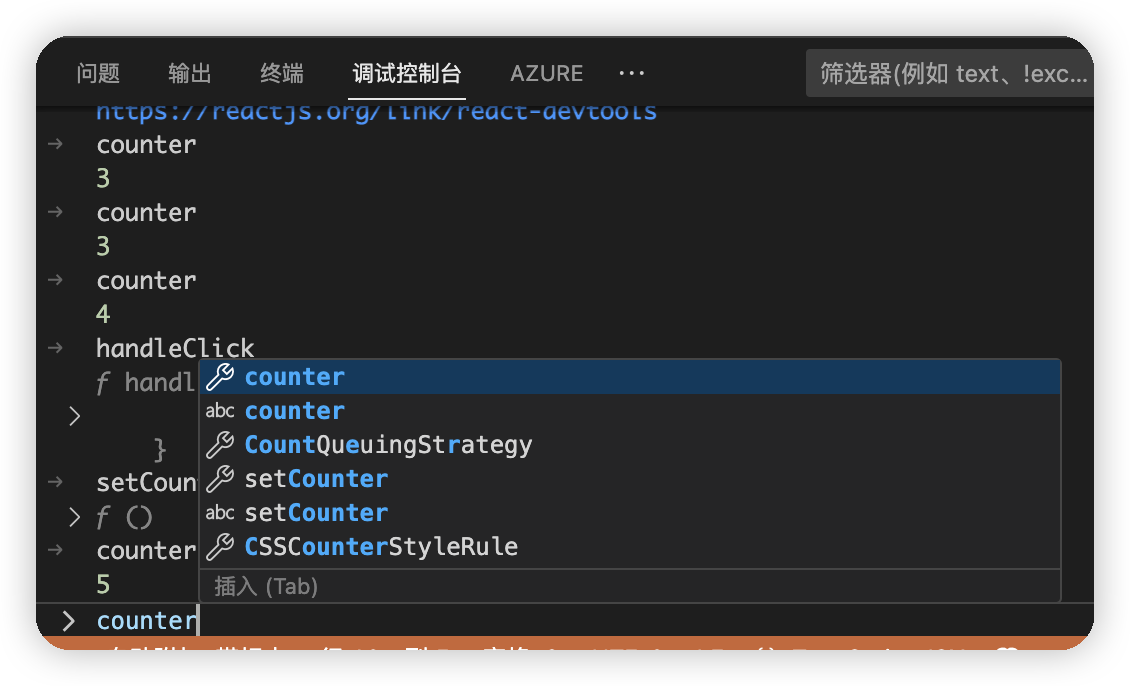 问题 输出 终端 调试控制台 AZURE ··· 筛选器(例如 text、!exc...
https://reactjs.org/link/react-devtools
→ counter
3
→ counter
3
→ counter
4
→ handleClick
ƒ handl
}
→ setCoun
ƒ ()
→ counter
5
counter
abc counter
CountQueuingStrategy
setCounter
abc setCounter
CSSCounterStyleRule
插入 (Tab)
> counter